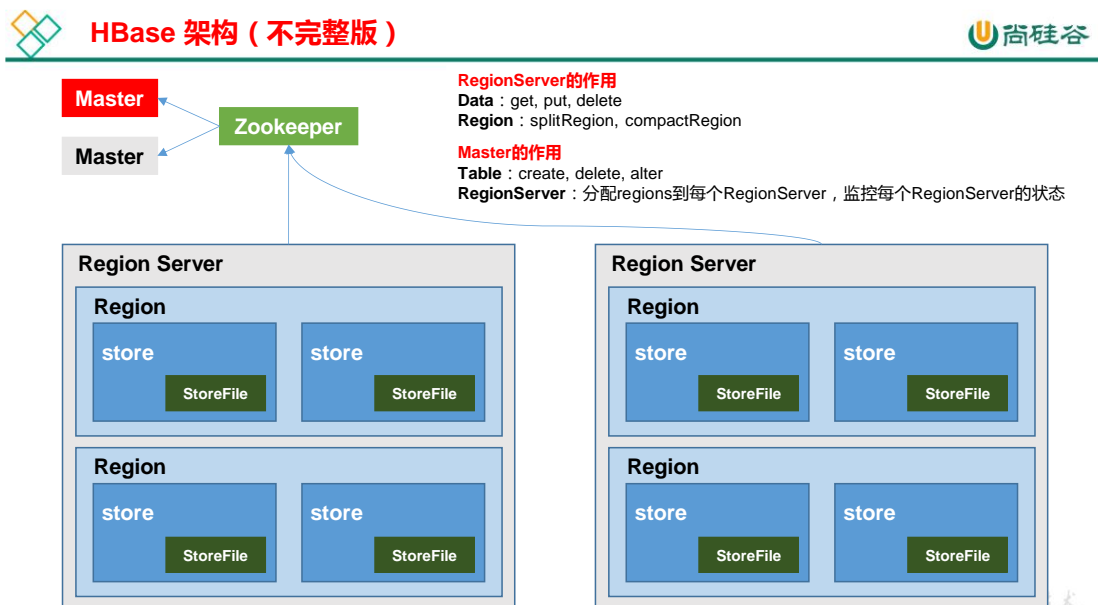 HBase 架构（不完整版）
尚硅谷
Master
Master
Zookeeper
RegionServer的作用
Data：get, put, delete
Region：splitRegion, compactRegion
Master的作用
Table：create, delete, alter
RegionServer：分配regions到每个RegionServer，监控每个RegionServer的状态
Region Server
Region
store
StoreFile
store
StoreFile
Region
store
StoreFile
store
StoreFile
Region Server
Region
store
StoreFile
store
StoreFile
Region
store
StoreFile
store
StoreFile